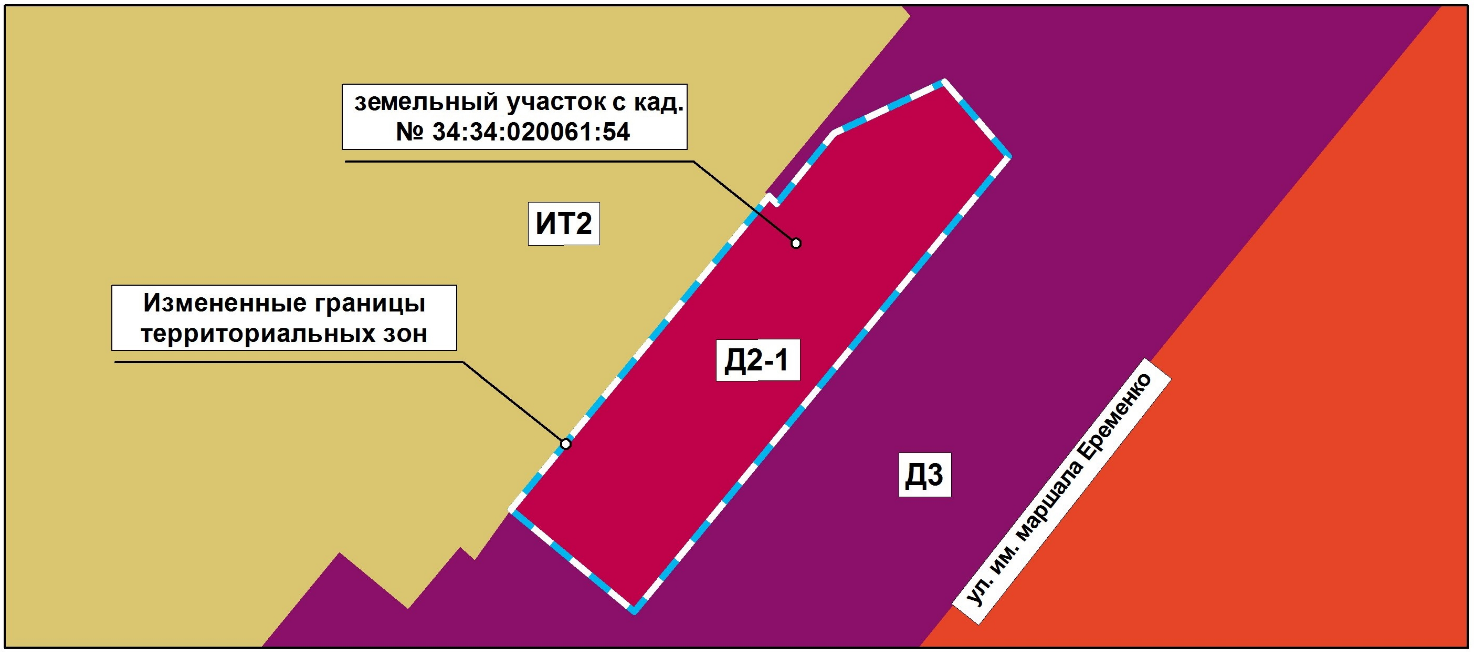 земельный участок с кад.
№ 34:34:020061:54
ИТ2
Измененные границы
территориальных зон
Д2-1
Д3
ул. им. маршала Еременко